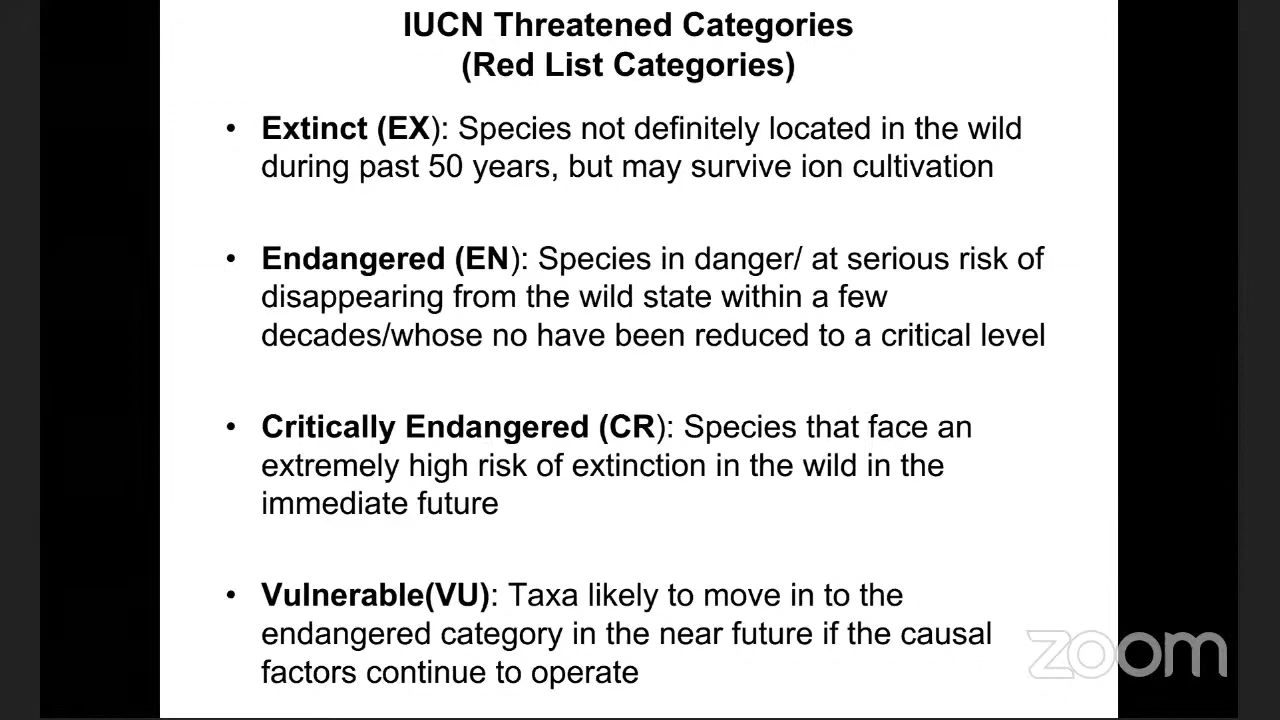 IUCN Threatened Categories
(Red List Categories)
• Extinct (EX): Species not definitely located in the wild
during past 50 years, but may survive ion cultivation
• Endangered (EN): Species in danger/ at serious risk of
disappearing from the wild state within a few
decades/whose no have been reduced to a critical level
• Critically Endangered (CR): Species that face an
extremely high risk of extinction in the wild in the
immediate future
• Vulnerable(VU): Taxa likely to move in to the
endangered category in the near future if the causal
factors continue to operate
zoom